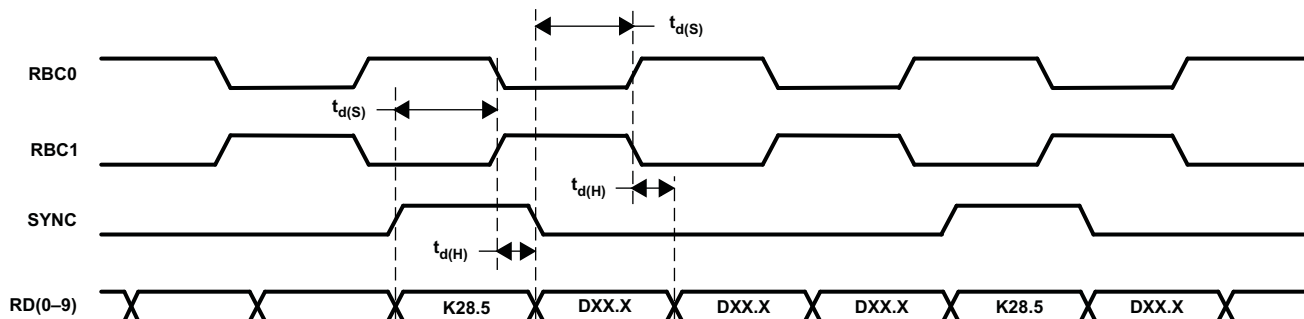 t_d(S)
RBC0
t_d(S)
RBC1
t_d(H)
SYNC
t_d(H)
RD(0–9) K28.5 DXX.X DXX.X DXX.X K28.5 DXX.X